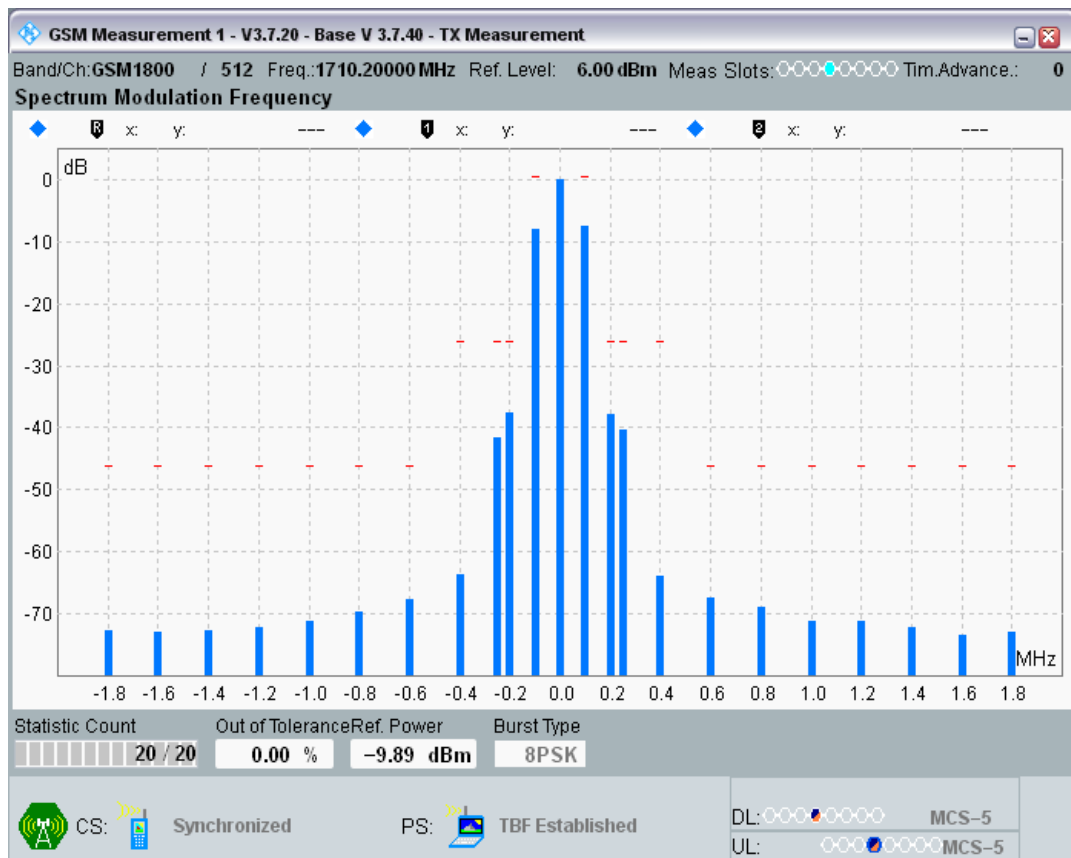 GSM Measurement 1 - V3.7.20 - Base V 3.7.40 - TX Measurement
Band/Ch:GSM1800 / 512 Freq.:1710.20000 MHz Ref. Level: 6.00 dBm Meas Slots: Tim.Advance.: 0
Spectrum Modulation Frequency
R x: y: --- 1 x: y: --- 2 x: y: ---
dB
0
-10
-20
-30
-40
-50
-60
-70
MHz
-1.8 -1.6 -1.4 -1.2 -1.0 -0.8 -0.6 -0.4 -0.2 0.0 0.2 0.4 0.6 0.8 1.0 1.2 1.4 1.6 1.8
Statistic Count Out of Tolerance Ref. Power Burst Type
20 / 20 0.00 % −9.89 dBm 8PSK
CS: Synchronized PS: TBF Established
DL: MCS−5
UL: MCS−5